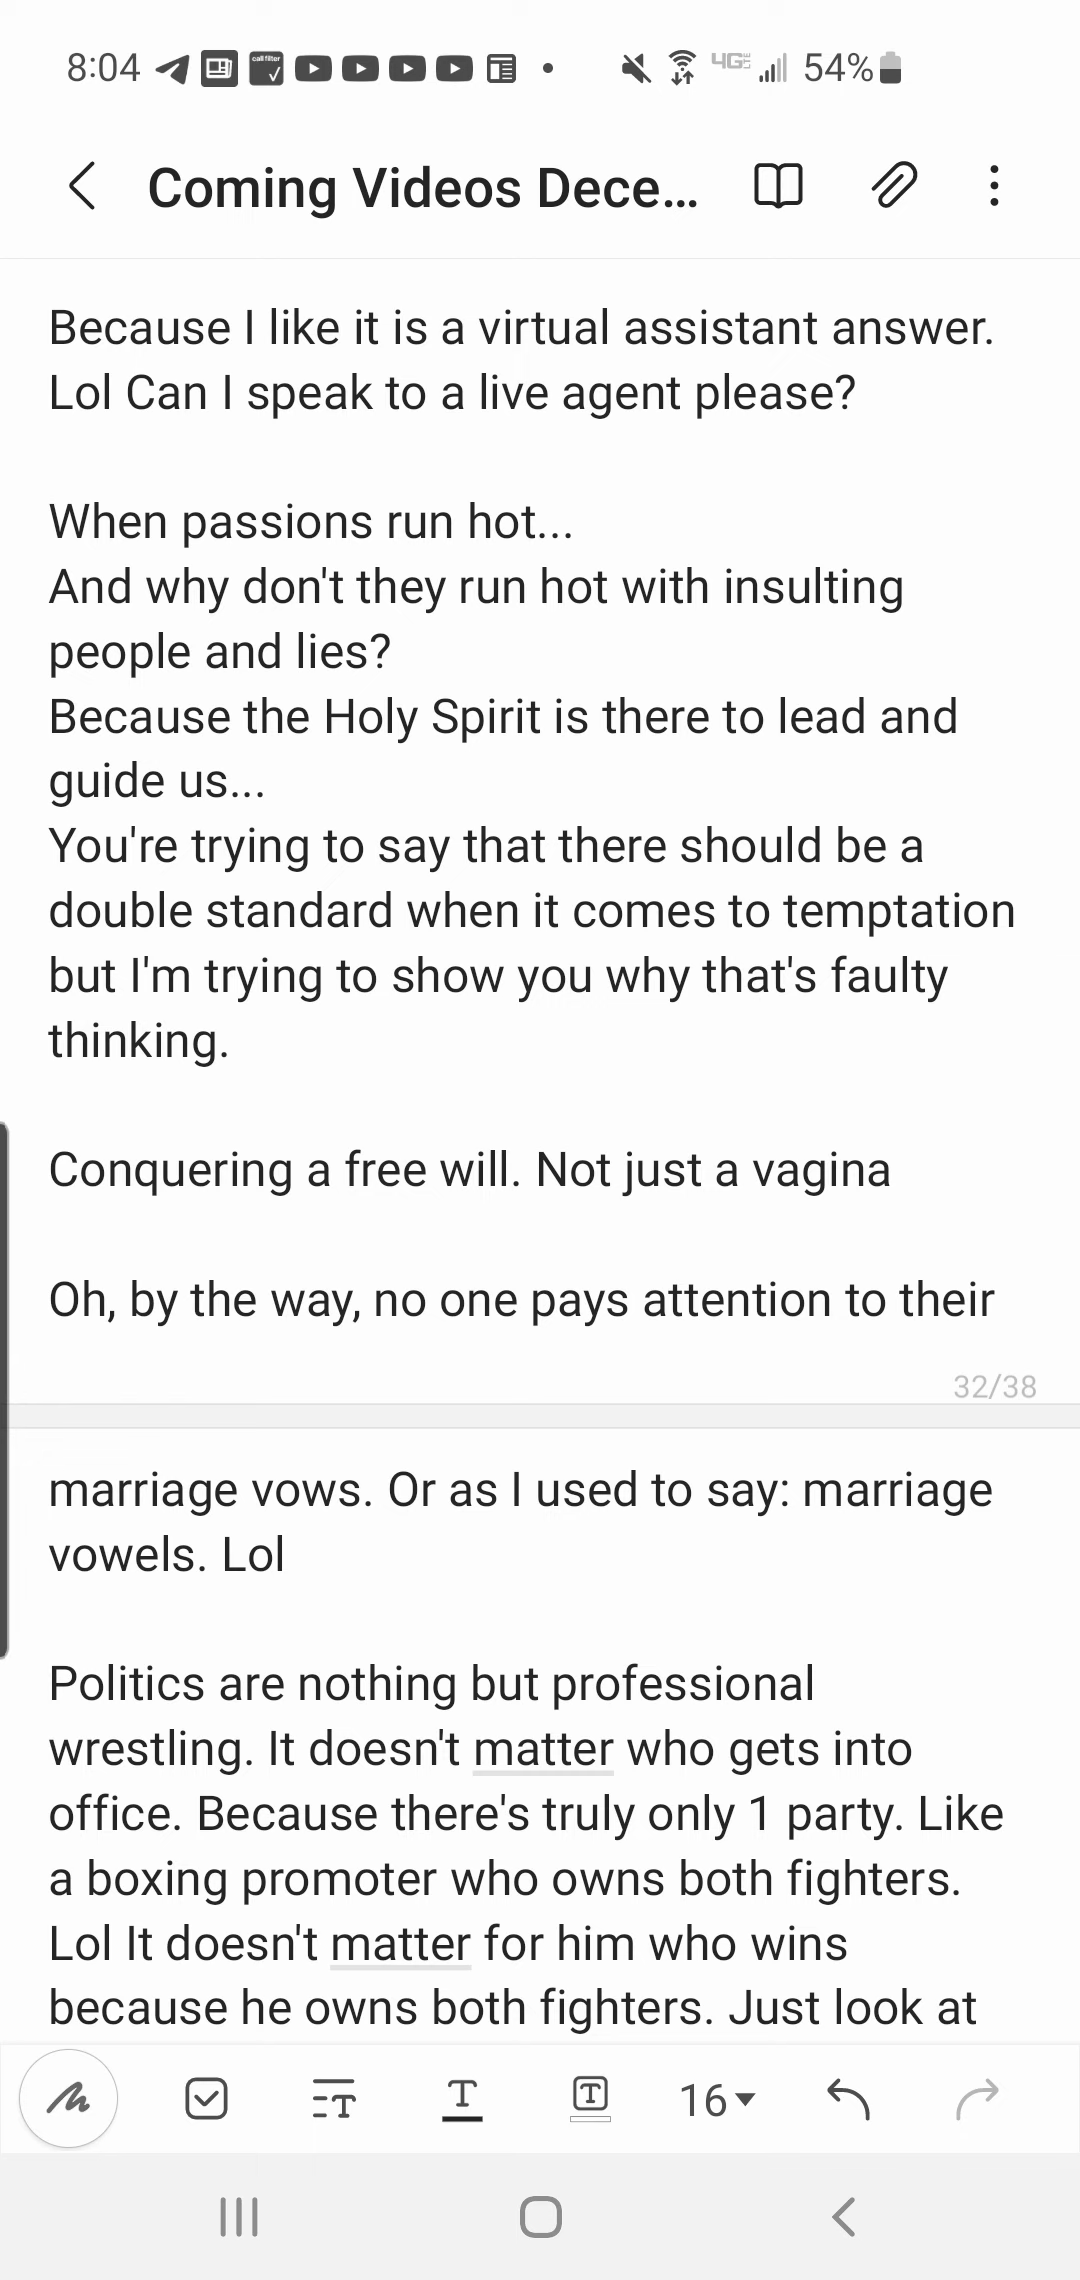 8:04 call filter 4GE 54%
Coming Videos Dece...
Because I like it is a virtual assistant answer.
Lol Can I speak to a live agent please?
When passions run hot...
And why don't they run hot with insulting
people and lies?
Because the Holy Spirit is there to lead and
guide us...
You're trying to say that there should be a
double standard when it comes to temptation
but I'm trying to show you why that's faulty
thinking.
Conquering a free will. Not just a vagina
Oh, by the way, no one pays attention to their
32/38
marriage vows. Or as I used to say: marriage
vowels. Lol
Politics are nothing but professional
wrestling. It doesn't matter who gets into
office. Because there's truly only 1 party. Like
a boxing promoter who owns both fighters.
Lol It doesn't matter for him who wins
because he owns both fighters. Just look at
16